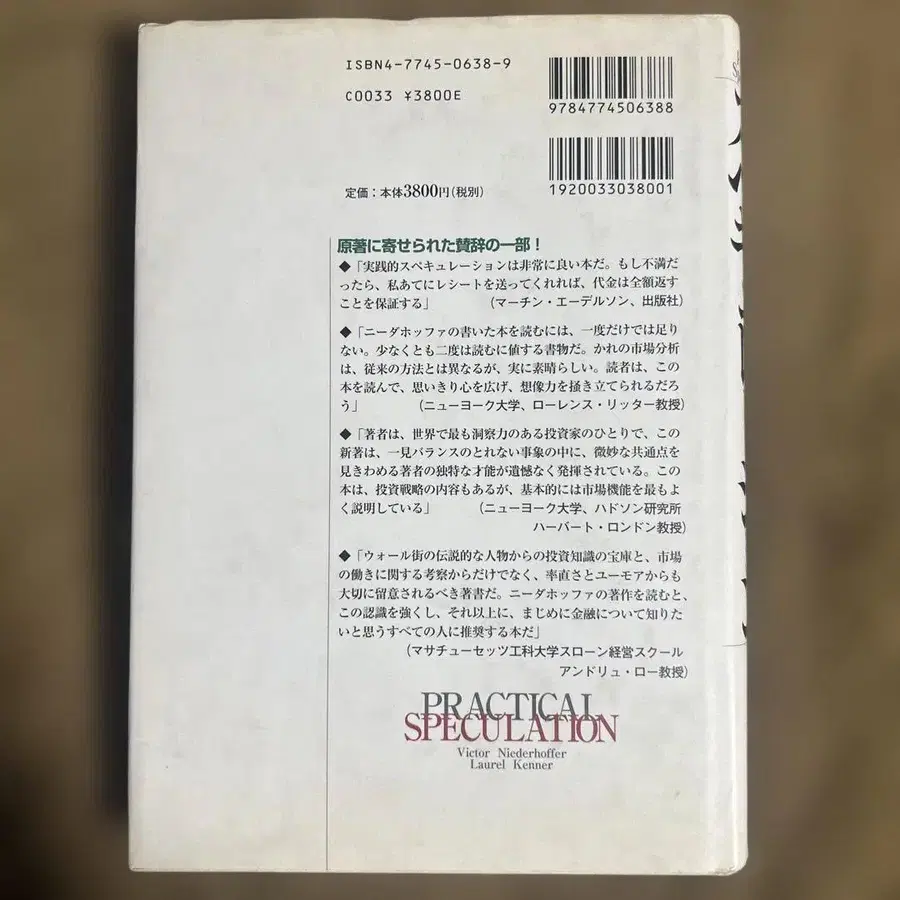 ISBN4-7745-0638-9
C0033 ¥3800E
9784774506388
1920033038001
定価：本体3800円（税別）
原著に寄せられた賛辞の一部！
◆「実践的スペキュレーションは非常に良い本だ。もし不満だ
ったら、私あてにレシートを送ってくれれば、代金は全額返す
ことを保証する」 （マーチン・エーデルソン、出版社）
◆「ニーダホッファの書いた本を読むには、一度だけでは足り
ない。少なくとも二度は読むに値する書物だ。かれの市場分析
は、従来の方法とは異なるが、実に素晴らしい。読者は、この
本を読んで、思いきり心を広げ、想像力を掻き立てられるだろ
う」 （ニューヨーク大学、ローレンス・リッター教授）
◆「著者は、世界で最も洞察力のある投資家のひとりで、この
新著は、一見バランスのとれない事象の中に、微妙な共通点を
見きわめる著者の独特な才能が遺憾なく発揮されている。この
本は、投資戦略の内容もあるが、基本的には市場機能を最もよ
く説明している」 （ニューヨーク大学、ハドソン研究所
ハーバート・ロンドン教授）
◆「ウォール街の伝説的な人物からの投資知識の宝庫と、市場
の働きに関する考察からだけでなく、率直さとユーモアからも
大切に留意されるべき著書だ。ニーダホッファの著作を読むと、
この認識を強くし、それ以上に、まじめに金融について知りた
いと思うすべての人に推奨する本だ」
（マサチューセッツ工科大学スローン経営スクール
アンドリュ・ロー教授）
PRACTICAL
SPECULATION
Victor Niederhoffer
Laurel Kenner